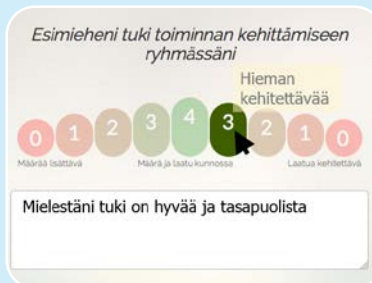 Esimieheni tuki toiminnan kehittämiseen
ryhmässäni
Hieman
kehitettävää
0 1 2 3 4 3 2 1 0
Määrää lisättävä Määrä ja laatu kunnossa Laatua kehitettävä
Mielestäni tuki on hyvää ja tasapuolista